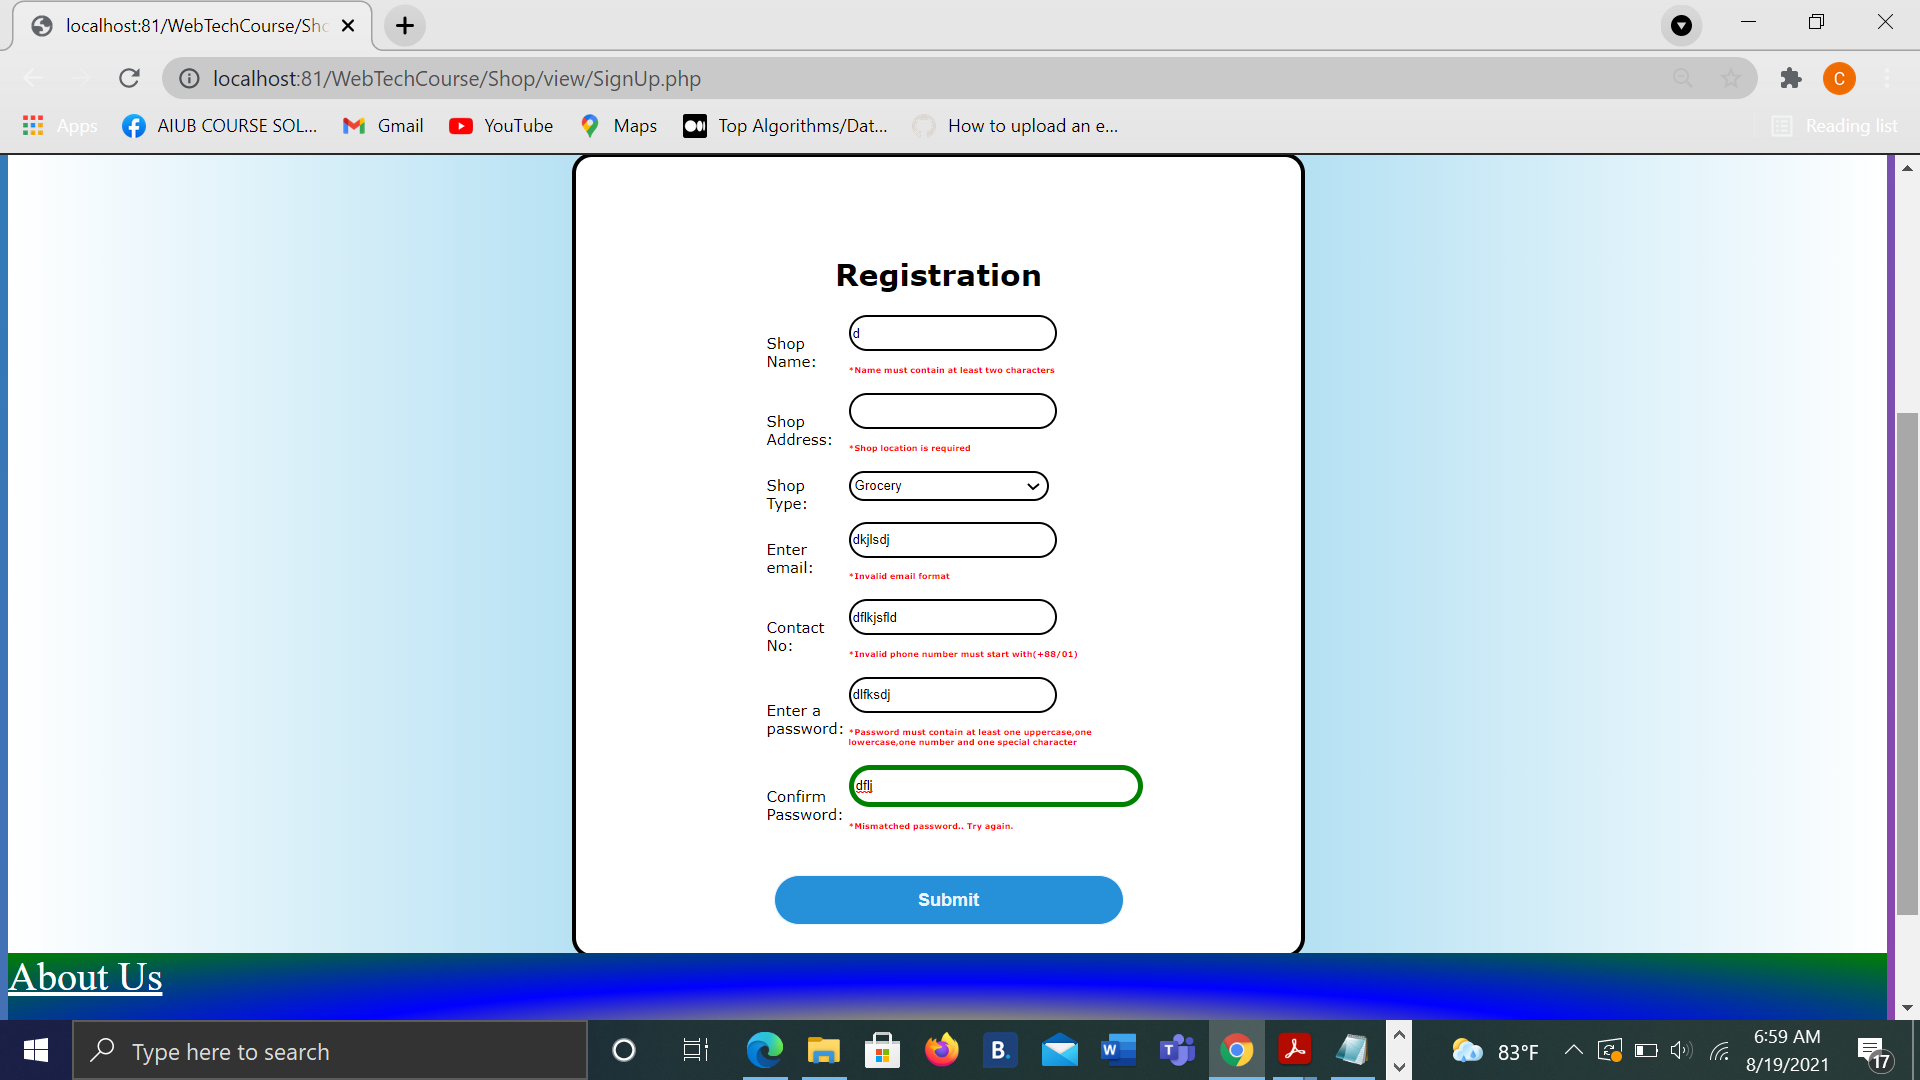 localhost:81/WebTechCourse/Sho
localhost:81/WebTechCourse/Shop/view/SignUp.php
C
Apps
AIUB COURSE SOL...
Gmail
YouTube
Maps
Top Algorithms/Dat...
How to upload an e...
Reading list
Registration
Shop Name:
d
*Name must contain at least two characters
Shop Address:
*Shop location is required
Shop Type:
Grocery
Enter email:
dkjlsdj
*Invalid email format
Contact No:
dflkjsfld
*Invalid phone number must start with(+88/01)
Enter a password:
dlfksdj
*Password must contain at least one uppercase,one
lowercase,one number and one special character
Confirm Password:
dflj
*Mismatched password.. Try again.
Submit
About Us
Type here to search
B.
W
T
83°F
6:59 AM
8/19/2021
17